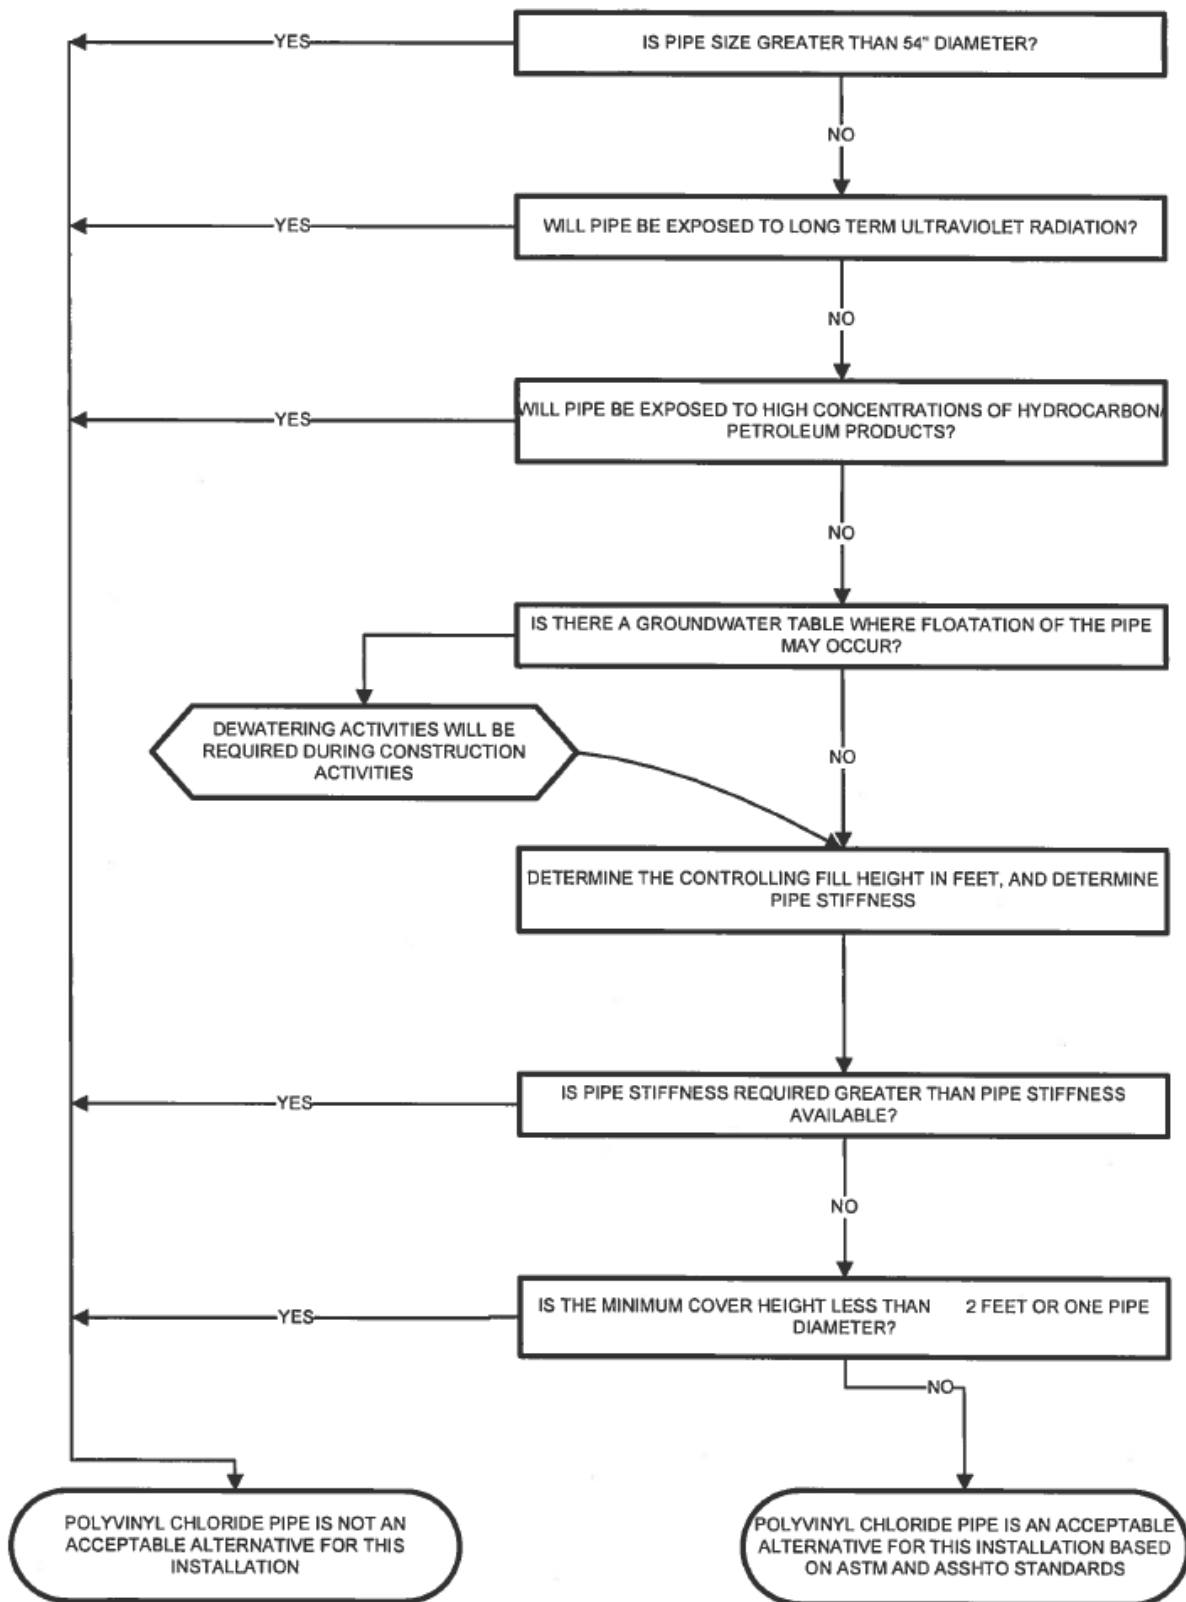 YES
IS PIPE SIZE GREATER THAN 54" DIAMETER?
NO
YES
WILL PIPE BE EXPOSED TO LONG TERM ULTRAVIOLET RADIATION?
NO
YES
WILL PIPE BE EXPOSED TO HIGH CONCENTRATIONS OF HYDROCARBON/
PETROLEUM PRODUCTS?
NO
IS THERE A GROUNDWATER TABLE WHERE FLOATATION OF THE PIPE
MAY OCCUR?
DEWATERING ACTIVITIES WILL BE
REQUIRED DURING CONSTRUCTION
ACTIVITIES
NO
DETERMINE THE CONTROLLING FILL HEIGHT IN FEET, AND DETERMINE
PIPE STIFFNESS
YES
IS PIPE STIFFNESS REQUIRED GREATER THAN PIPE STIFFNESS
AVAILABLE?
NO
YES
IS THE MINIMUM COVER HEIGHT LESS THAN 2 FEET OR ONE PIPE
DIAMETER?
NO
POLYVINYL CHLORIDE PIPE IS NOT AN
ACCEPTABLE ALTERNATIVE FOR THIS
INSTALLATION
POLYVINYL CHLORIDE PIPE IS AN ACCEPTABLE
ALTERNATIVE FOR THIS INSTALLATION BASED
ON ASTM AND ASSHTO STANDARDS